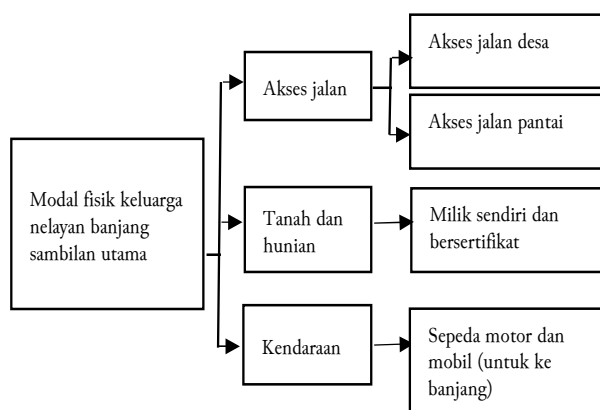 Modal fisik keluarga
nelayan banjang
sambilan utama
Akses jalan
Akses jalan desa
Akses jalan pantai
Tanah dan
hunian
Milik sendiri dan
bersertifikat
Kendaraan
Sepeda motor dan
mobil (untuk ke
banjang)